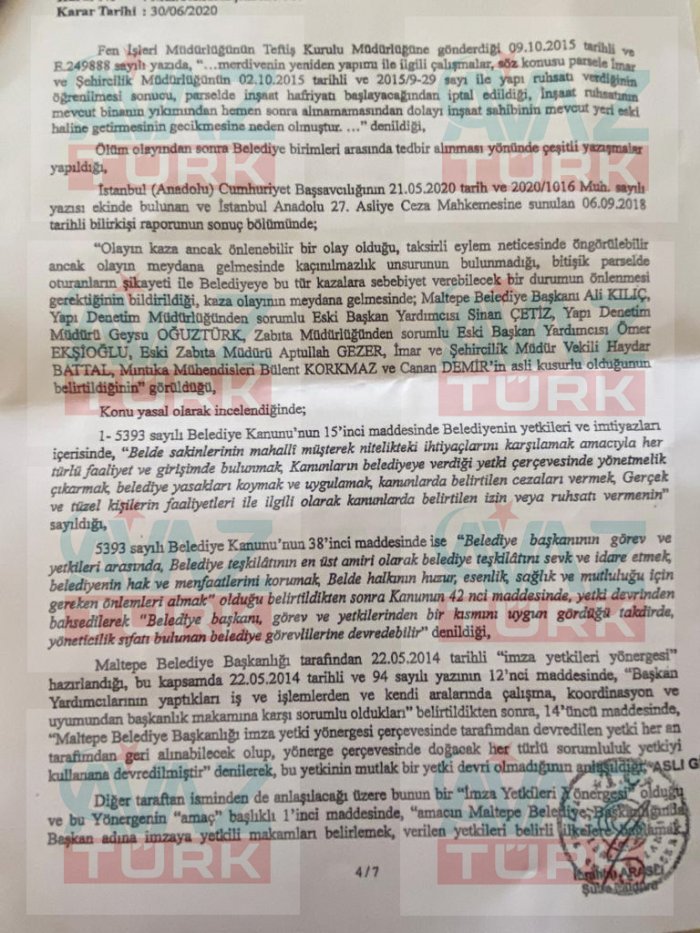 Karar Tarihi : 30/06/2020
Fen İşleri Müdürlüğünün Teftiş Kurulu Müdürlüğüne gönderdiği 09.10.2015 tarihli ve
E.249888 sayılı yazıda, “…merdivenin yeniden yapımı ile ilgili çalışmalar, söz konusu parsele İmar
ve Şehircilik Müdürlüğünün 02.10.2015 tarihli ve 2015/9-29 sayı ile yapı ruhsatı verdiğinin
öğrenilmesi sonucu, parselde inşaat hafriyatı başlayacağından iptal edildiği, İnşaat ruhsatının
mevcut binanın yıkımından hemen sonra alınamamasından dolayı inşaat sahibinin mevcut yeri eski
haline getirmesinin gecikmesine neden olmuştur. …” denildiği,
Ölüm olayından sonra Belediye birimleri arasında tedbir alınması yönünde çeşitli yazışmalar
yapıldığı,
İstanbul (Anadolu) Cumhuriyet Başsavcılığının 21.05.2020 tarih ve 2020/1016 Muh. sayılı
yazısı ekinde bulunan ve İstanbul Anadolu 27. Asliye Ceza Mahkemesine sunulan 06.09.2018
tarihli bilirkişi raporunun sonuç bölümünde;
“Olayın kaza ancak önlenebilir bir olay olduğu, taksirli eylem neticesinde öngörülebilir
ancak olayın meydana gelmesinde kaçınılmazlık unsurunun bulunmadığı, bitişik parselde
oturanların şikayeti ile Belediyeye bu tür kazalara sebebiyet verebilecek bir durumun önlenmesi
gerektiğinin bildirildiği, kaza olayının meydana gelmesinde; Maltepe Belediye Başkanı Ali KILIÇ,
Yapı Denetim Müdürlüğünden sorumlu Eski Başkan Yardımcısı Sinan ÇETİZ, Yapı Denetim
Müdürü Geysu OĞUZTÜRK, Zabıta Müdürlüğünden sorumlu Eski Başkan Yardımcısı Ömer
EKŞİOĞLU, Eski Zabıta Müdürü Aptullah GEZER, İmar ve Şehircilik Müdür Vekili Haydar
BATTAL, Mıntıka Mühendisleri Bülent KORKMAZ ve Canan DEMİR’in asli kusurlu olduğunun
belirtildiğinin” görüldüğü,
Konu yasal olarak incelendiğinde;
1- 5393 sayılı Belediye Kanunu’nun 15’inci maddesinde Belediyenin yetkileri ve imtiyazları
içerisinde, “Belde sakinlerinin mahallî müşterek nitelikteki ihtiyaçlarını karşılamak amacıyla her
türlü faaliyet ve girişimde bulunmak, Kanunların belediyeye verdiği yetki çerçevesinde yönetmelik
çıkarmak, belediye yasakları koymak ve uygulamak, kanunlarda belirtilen cezaları vermek, Gerçek
ve tüzel kişilerin faaliyetleri ile ilgili olarak kanunlarda belirtilen izin veya ruhsatı vermenin”
sayıldığı,
5393 sayılı Belediye Kanunu’nun 38’inci maddesinde ise “Belediye başkanının görev ve
yetkileri arasında, Belediye teşkilâtının en üst amiri olarak belediye teşkilâtını sevk ve idare etmek,
belediyenin hak ve menfaatlerini korumak, Belde halkının huzur, esenlik, sağlık ve mutluluğu için
gereken önlemleri almak” olduğu belirtildikten sonra Kanunun 42 nci maddesinde, yetki devrinden
bahsedilerek “Belediye başkanı, görev ve yetkilerinden bir kısmını uygun gördüğü takdirde,
yöneticilik sıfatı bulunan belediye görevlilerine devredebilir” denildiği,
Maltepe Belediye Başkanlığı tarafından 22.05.2014 tarihli “imza yetkileri yönergesi”
hazırlandığı, bu kapsamda 22.05.2014 tarihli ve 94 sayılı yazının 12’nci maddesinde, “Başkan
Yardımcılarının yaptıkları iş ve işlemlerden ve kendi aralarında çalışma, koordinasyon ve
uyumundan başkanlık makamına karşı sorumlu oldukları” belirtildikten sonra, 14’üncü maddesinde,
“Maltepe Belediye Başkanlığı imza yetki yönergesi çerçevesinde tarafımdan devredilen yetki her an
tarafımdan geri alınabilecek olup, yönerge çerçevesinde doğacak her türlü sorumluluk yetkiyi
kullanana devredilmiştir” denilerek, bu yetkinin mutlak bir yetki devri olmadığının anlaşıldığı,
“ASLI G
Diğer taraftan isminden de anlaşılacağı üzere bunun bir “İmza Yetkileri Yönergesi” olduğu
ve bu Yönergenin “amaç” başlıklı 1’inci maddesinde, “amacın Maltepe Belediye Başkanlığında
Başkan adına imzaya yetkili makamları belirlemek, verilen yetkileri belirli ilkelere bağlamak,
4/7
İbrahim ARASLI
Şube Müdürü
AVAZ
TÜRK